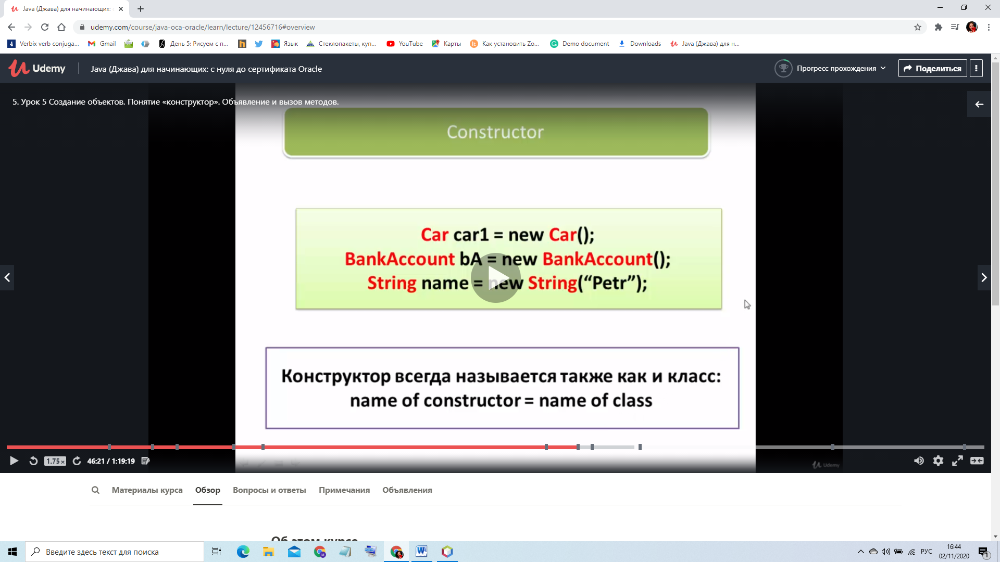 Java (Джава) для начинающих:
udemy.com/course/java-oca-oracle/learn/lecture/12456716#overview
Verbix verb conjuga... Gmail День 5: Рисуем с п... Язык Стеклопакеты, куп... YouTube Карты Как установить Zo... Demo document Downloads Java (Джава) для н...
Udemy Java (Джава) для начинающих: с нуля до сертификата Oracle Прогресс прохождения Поделиться
5. Урок 5 Создание объектов. Понятие «конструктор». Объявление и вызов методов.
Constructor
Car car1 = new Car();
BankAccount bA = new BankAccount();
String name = new String(“Petr”);
Конструктор всегда называется также как и класс:
name of constructor = name of class
1.75x 46:21 / 1:19:19
Udemy
Материалы курса Обзор Вопросы и ответы Примечания Объявления
Об этом курсе
Введите здесь текст для поиска
РУС
16:44
02/11/2020
1